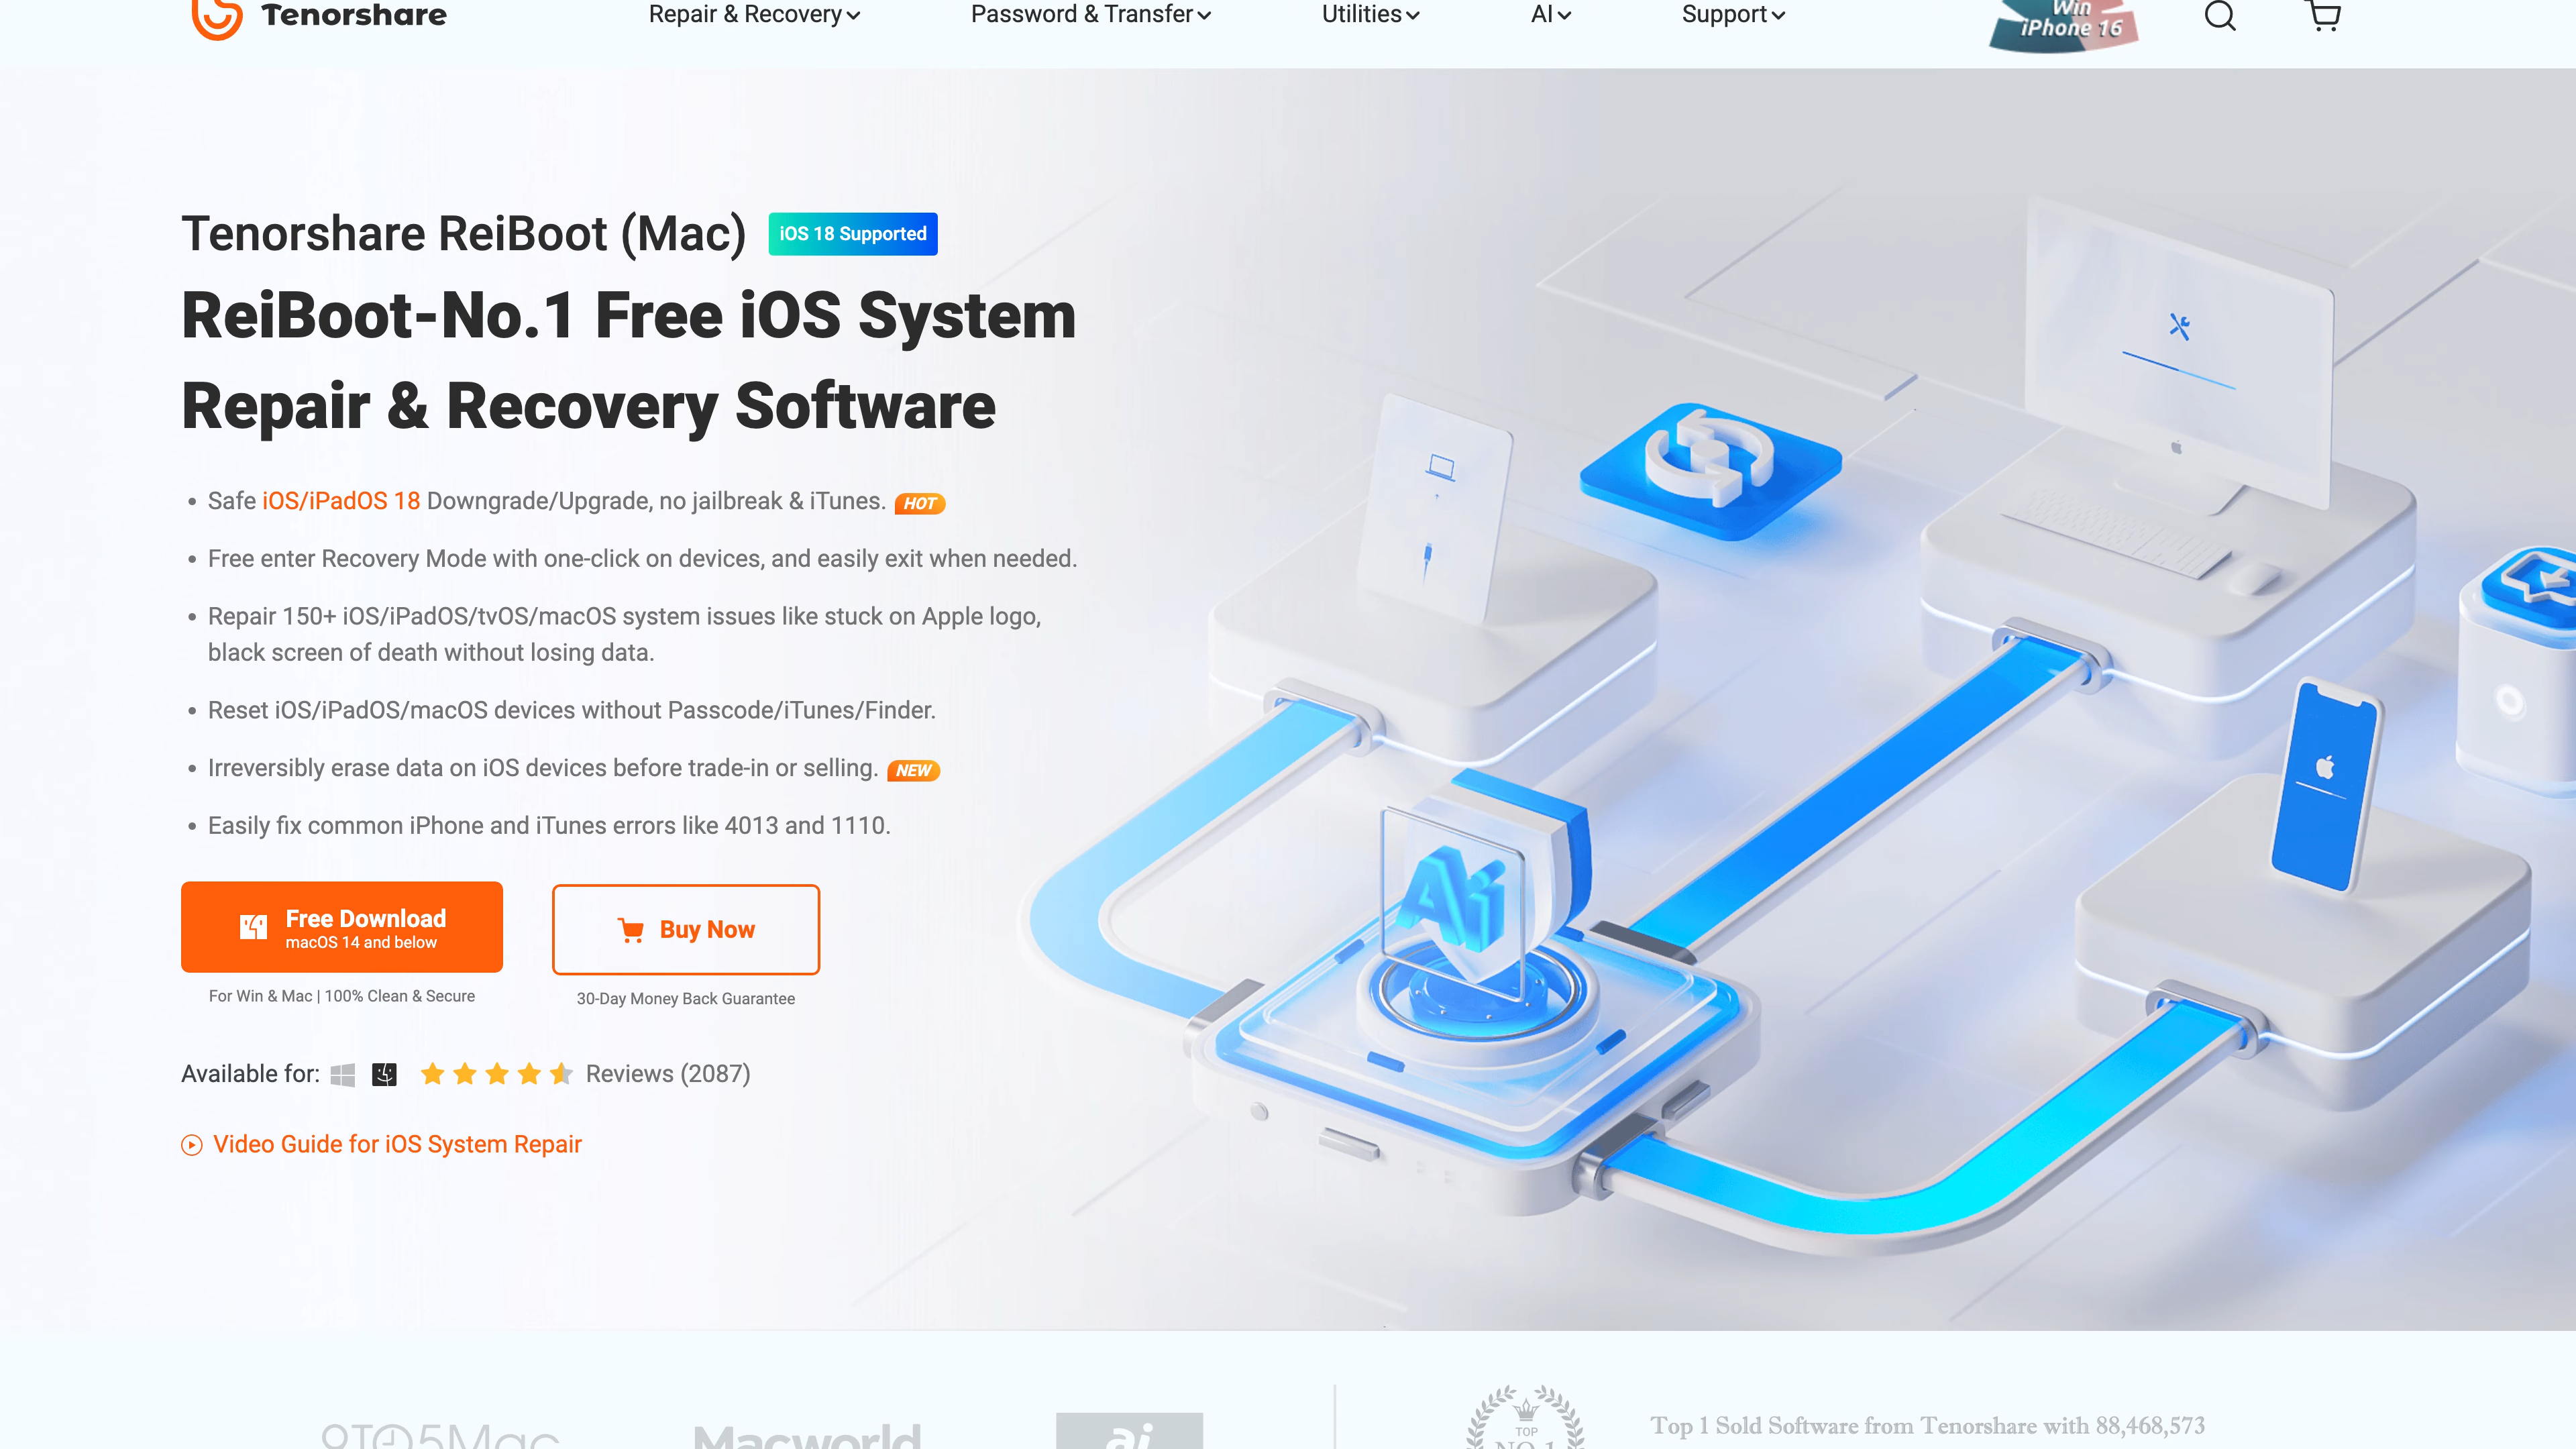 Tenorshare
Repair & Recovery
Password & Transfer
Utilities
AI
Support
Win
iPhone 16
Tenorshare ReiBoot (Mac)
iOS 18 Supported
ReiBoot-No.1 Free iOS System
Repair & Recovery Software
• Safe iOS/iPadOS 18 Downgrade/Upgrade, no jailbreak & iTunes. HOT
• Free enter Recovery Mode with one-click on devices, and easily exit when needed.
• Repair 150+ iOS/iPadOS/tvOS/macOS system issues like stuck on Apple logo,
black screen of death without losing data.
• Reset iOS/iPadOS/macOS devices without Passcode/iTunes/Finder.
• Irreversibly erase data on iOS devices before trade-in or selling. NEW
• Easily fix common iPhone and iTunes errors like 4013 and 1110.
Free Download
macOS 14 and below
Buy Now
For Win & Mac | 100% Clean & Secure
30-Day Money Back Guarantee
Available for:
Reviews (2087)
Video Guide for iOS System Repair
Ai
9TO5Mac
Macworld
ai
TOP
NO.1
Top 1 Sold Software from Tenorshare with 88,468,573